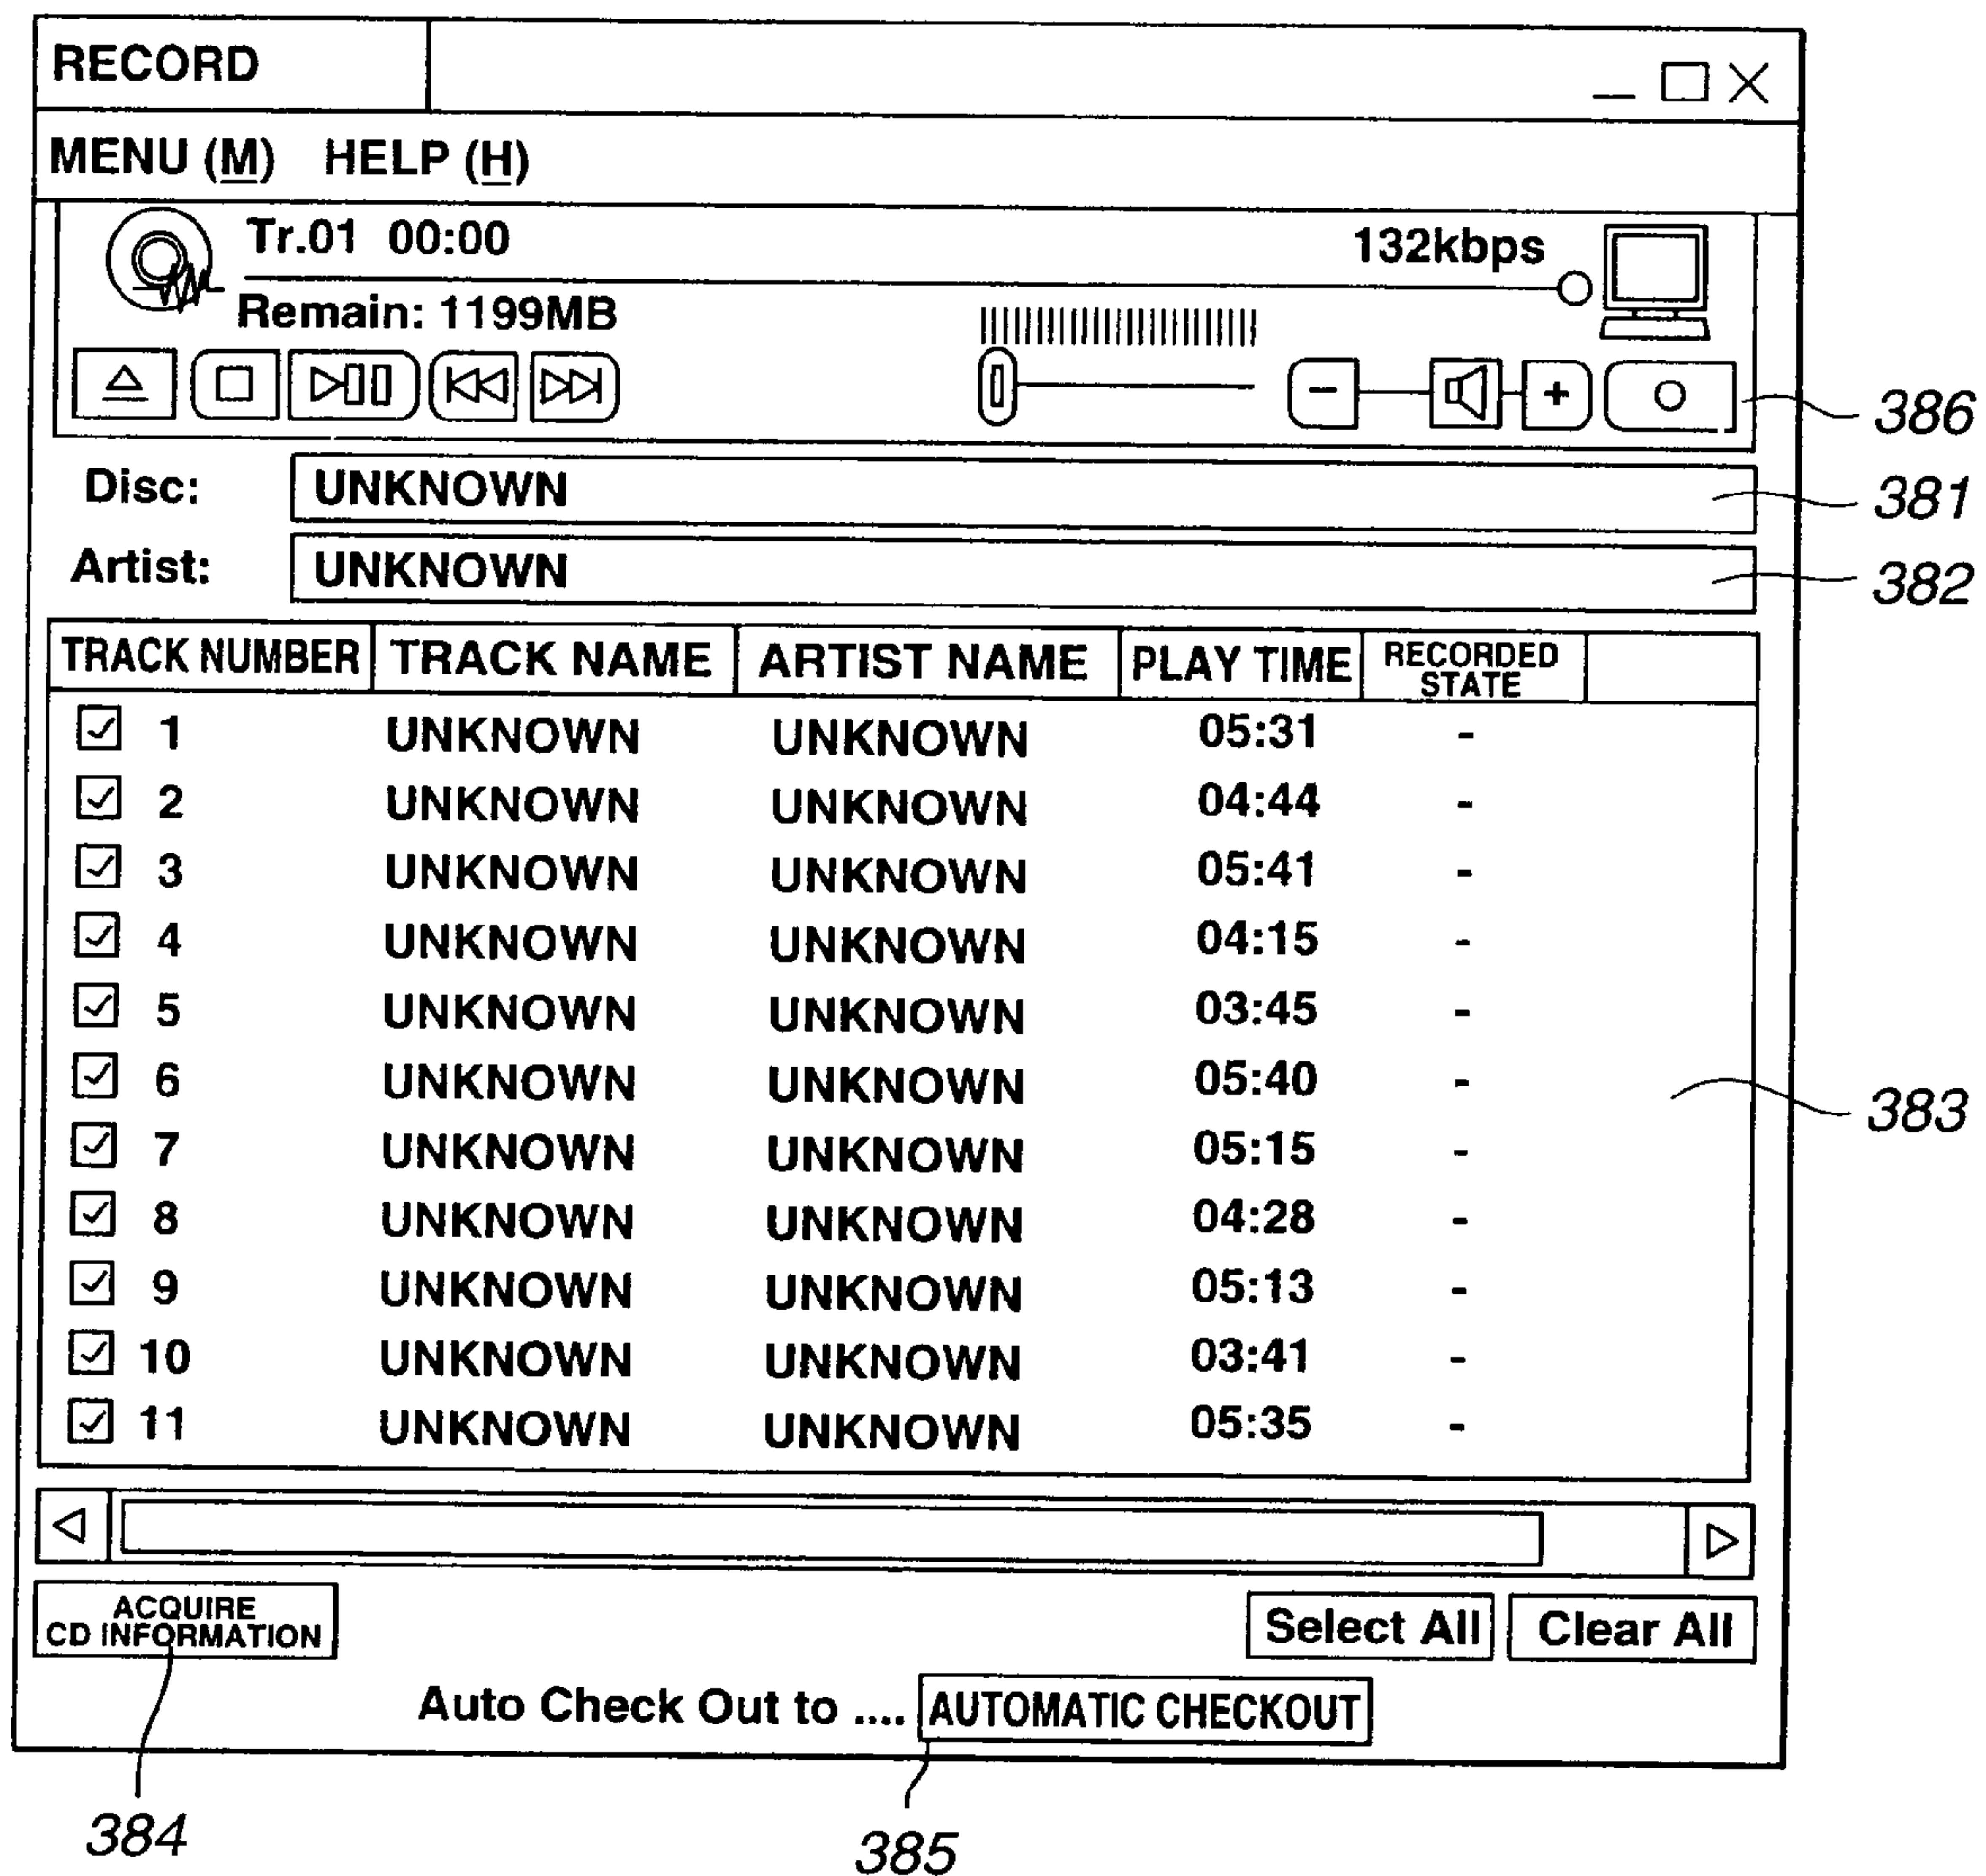 RECORD
MENU (M) HELP (H)
Tr.01 00:00 132kbps
Remain: 1199MB
386
Disc: UNKNOWN 381
Artist: UNKNOWN 382
TRACK NUMBER TRACK NAME ARTIST NAME PLAY TIME RECORDED STATE
1 UNKNOWN UNKNOWN 05:31 -
2 UNKNOWN UNKNOWN 04:44 -
3 UNKNOWN UNKNOWN 05:41 -
4 UNKNOWN UNKNOWN 04:15 -
5 UNKNOWN UNKNOWN 03:45 -
6 UNKNOWN UNKNOWN 05:40 -
383
7 UNKNOWN UNKNOWN 05:15 -
8 UNKNOWN UNKNOWN 04:28 -
9 UNKNOWN UNKNOWN 05:13 -
10 UNKNOWN UNKNOWN 03:41 -
11 UNKNOWN UNKNOWN 05:35 -
ACQUIRE
CD INFORMATION
Select All Clear All
Auto Check Out to .... AUTOMATIC CHECKOUT
384
385